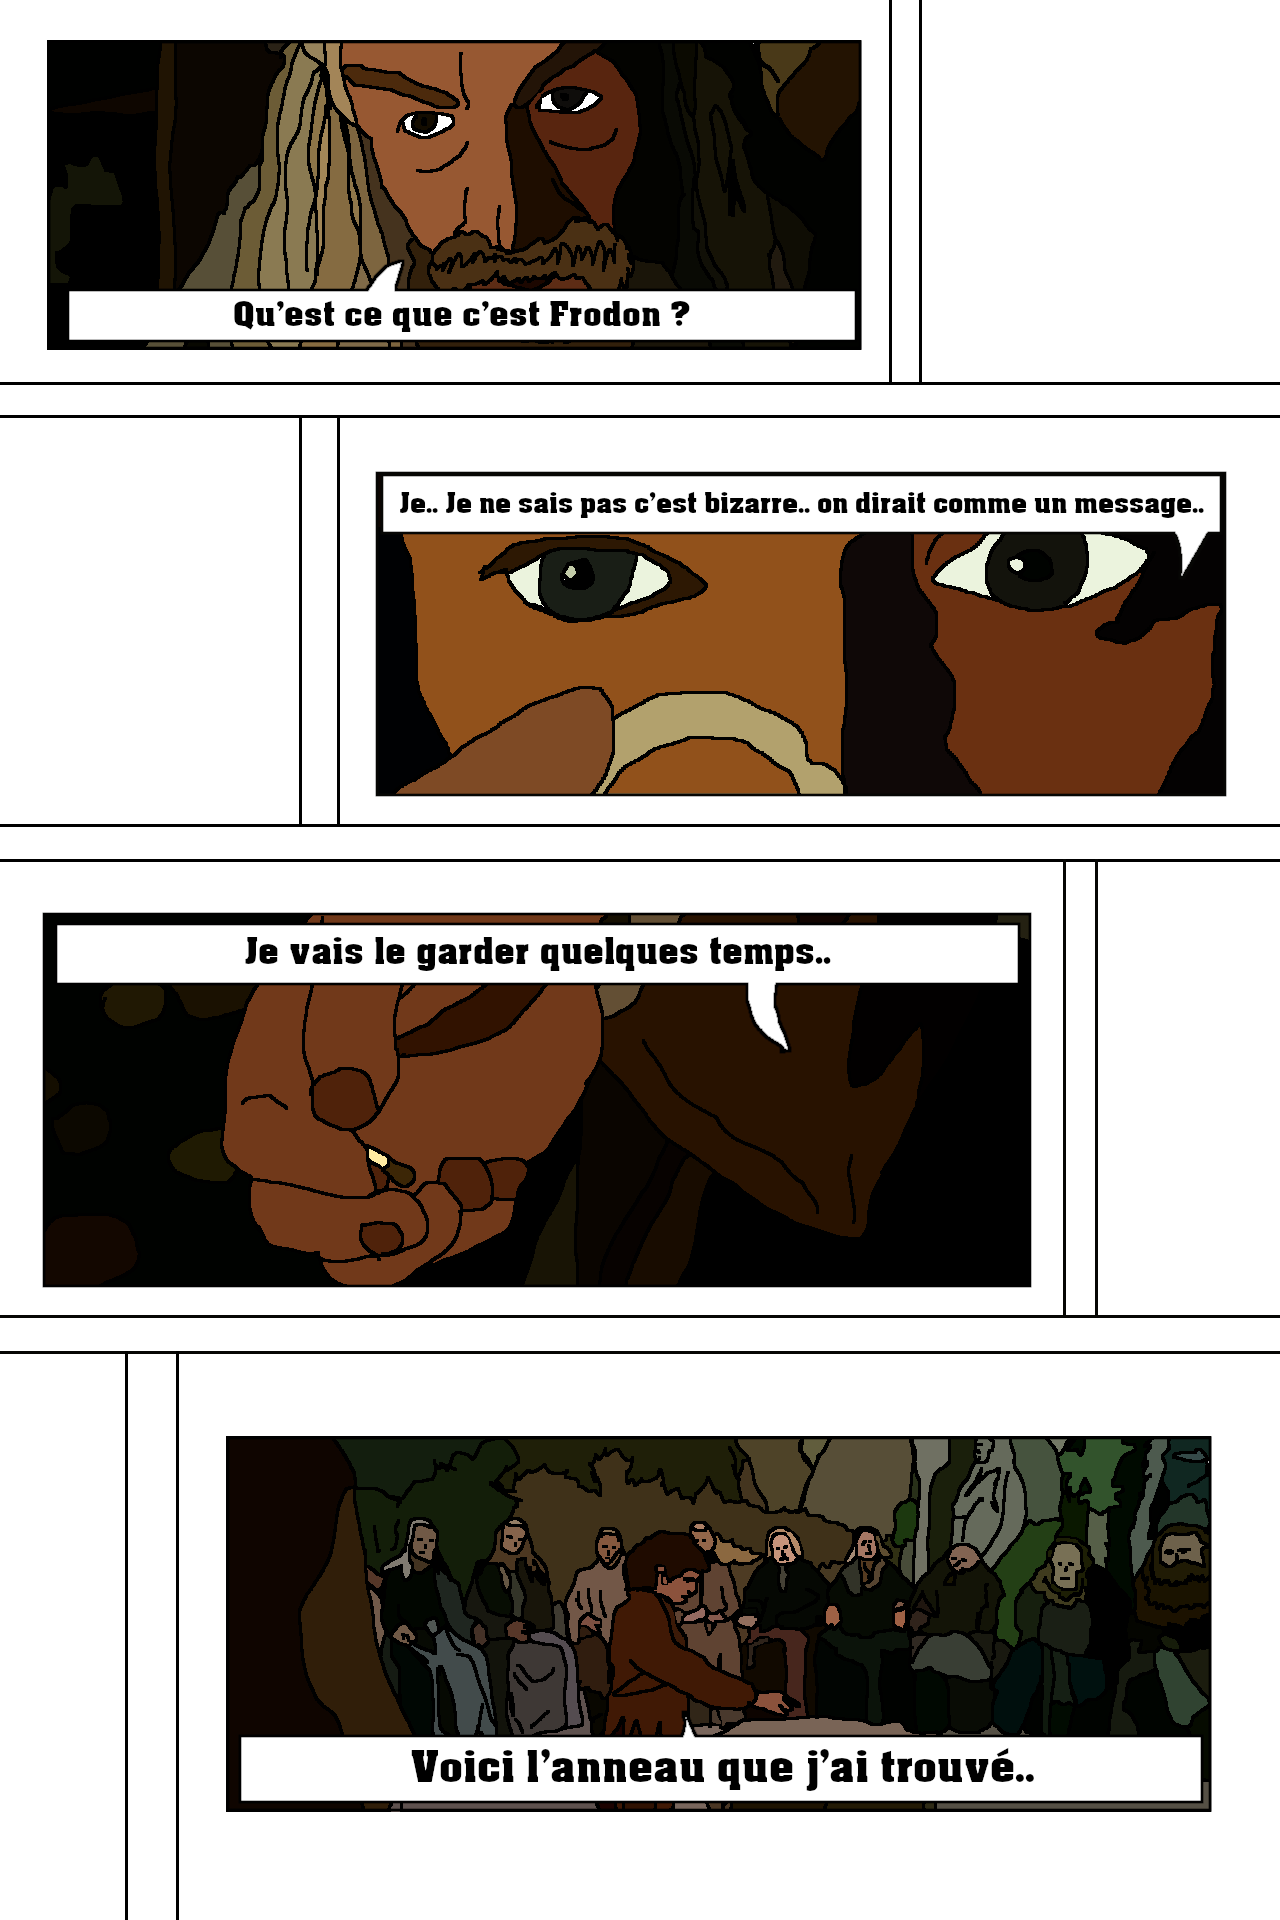 Qu'est ce que c'est Frodon ?
Je.. Je ne sais pas c'est bizarre.. on dirait comme un message..
Je vais le garder quelques temps..
Voici l'anneau que j'ai trouvé..